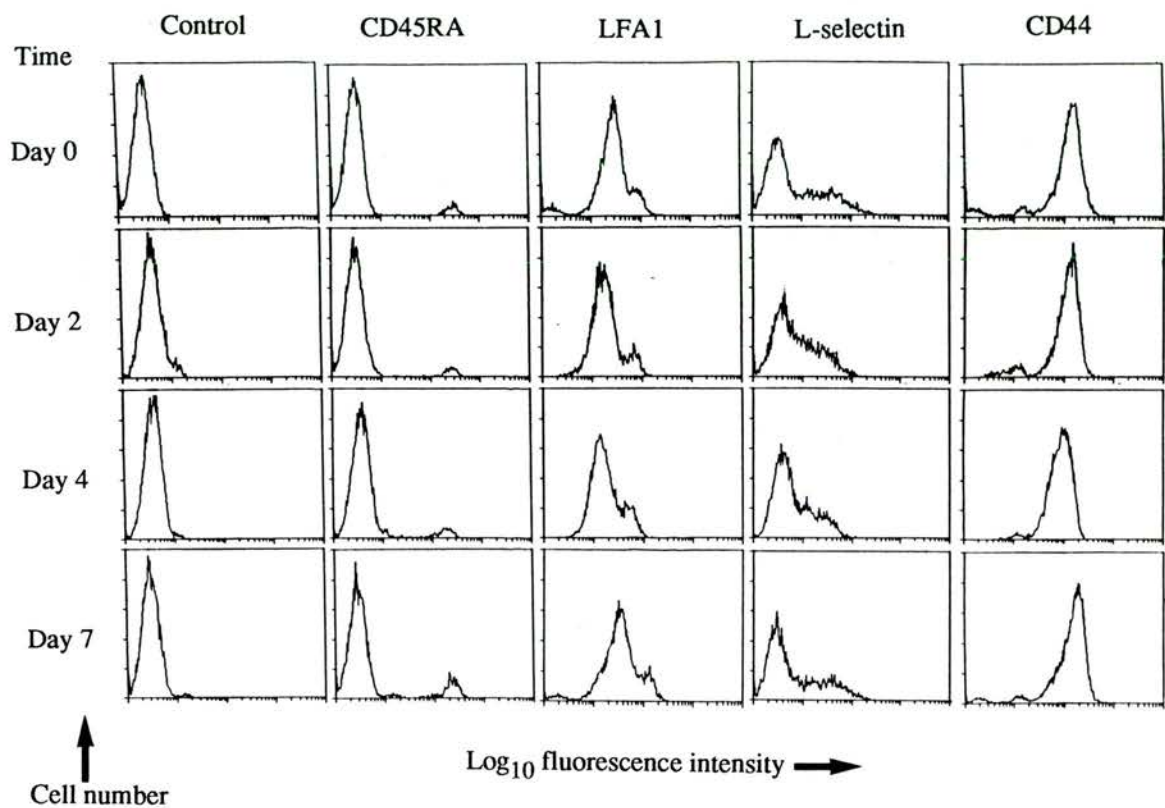 Control CD45RA LFA1 L-selectin CD44
Time
Day 0
Day 2
Day 4
Day 7
Log10 fluorescence intensity
Cell number